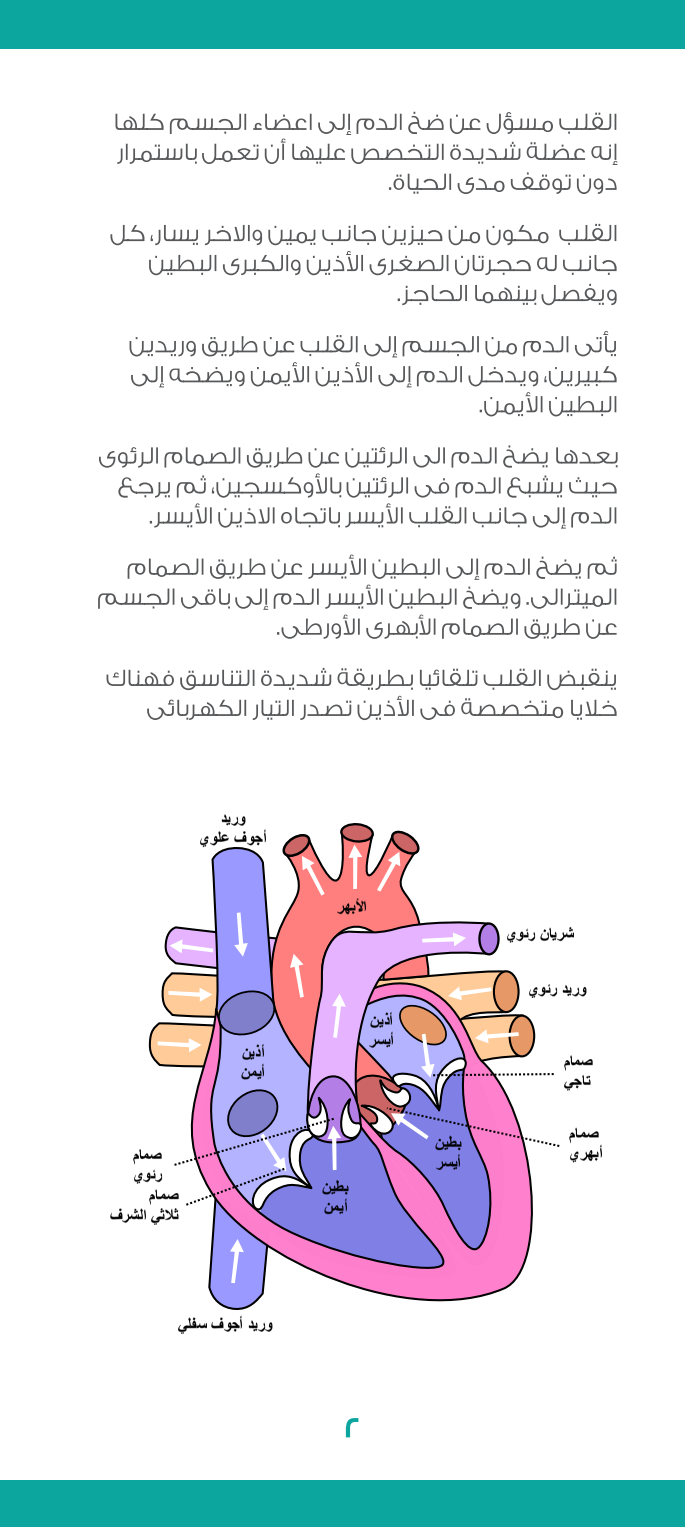 القلب مسؤل عن ضخ الدم إلى اعضاء الجسم كلها
إنه عضلة شديدة التخصص عليها أن تعمل باستمرار
دون توقف مدى الحياة.
القلب مكون من حيزين جانب يمين والاخر يسار، كل
جانب له حجرتان الصغرى الأذين والكبرى البطين
ويفصل بينهما الحاجز.
يأتى الدم من الجسم إلى القلب عن طريق وريدين
كبيرين، ويدخل الدم إلى الأذين الأيمن ويضخه إلى
البطين الأيمن.
بعدها يضخ الدم الى الرئتين عن طريق الصمام الرئوى
حيث يشبع الدم فى الرئتين بالأوكسجين، ثم يرجع
الدم إلى جانب القلب الأيسر باتجاه الاذين الأيسر.
ثم يضخ الدم إلى البطين الأيسر عن طريق الصمام
الميترالى. ويضخ البطين الأيسر الدم إلى باقى الجسم
عن طريق الصمام الأبهرى الأورطى.
ينقبض القلب تلقائيا بطريقة شديدة التناسق فهناك
خلايا متخصصة فى الأذين تصدر التيار الكهربائى
وريد
أجوف علوي
الأبهر
شريان رئوي
وريد رئوي
أذين
أيسر
أذين
أيمن
صمام
تاجي
صمام
أبهري
بطين
أيسر
صمام
رئوي
بطين
أيمن
صمام
ثلاثي الشرف
وريد أجوف سفلي
٢